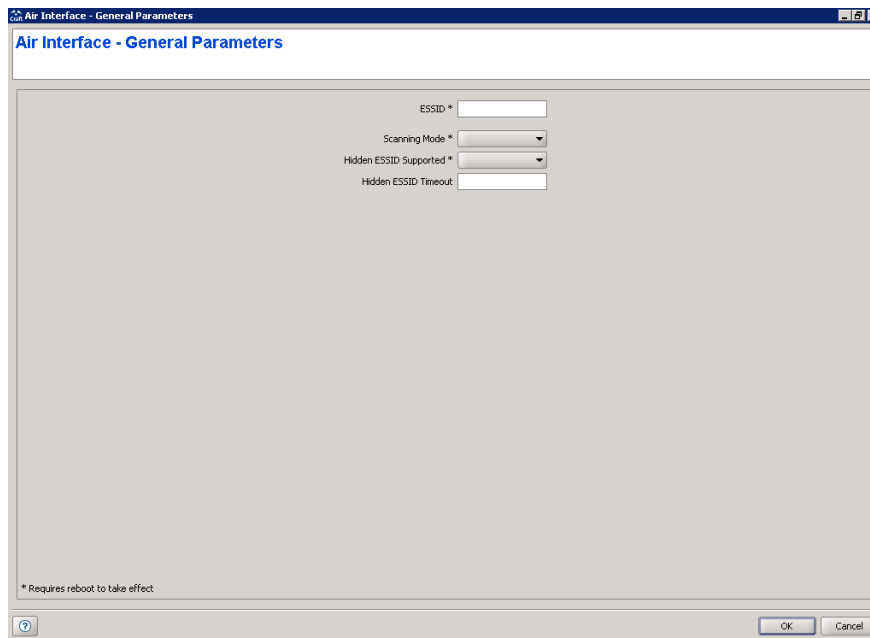 Craft Air Interface - General Parameters
Air Interface - General Parameters
ESSID *
Scanning Mode *
Hidden ESSID Supported *
Hidden ESSID Timeout
* Requires reboot to take effect
?
OK Cancel